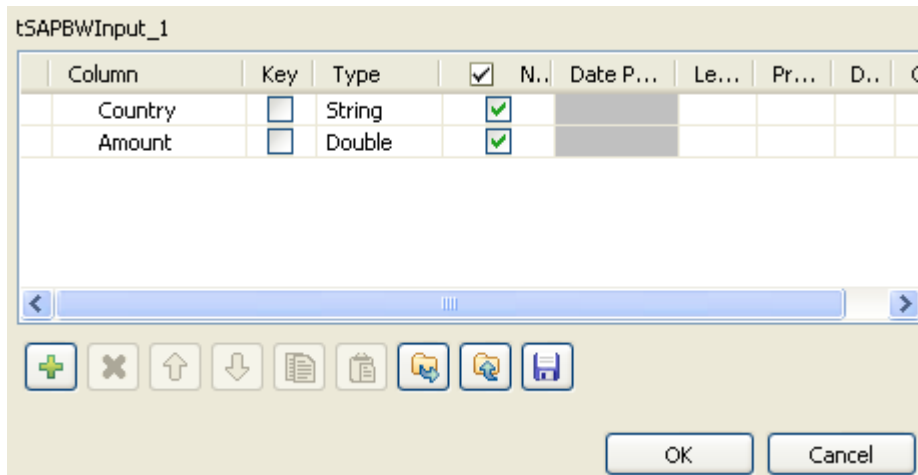 tSAPBWInput_1
Column Key Type N.. Date P... Le... Pr... D..
Country String
Amount Double
OK Cancel